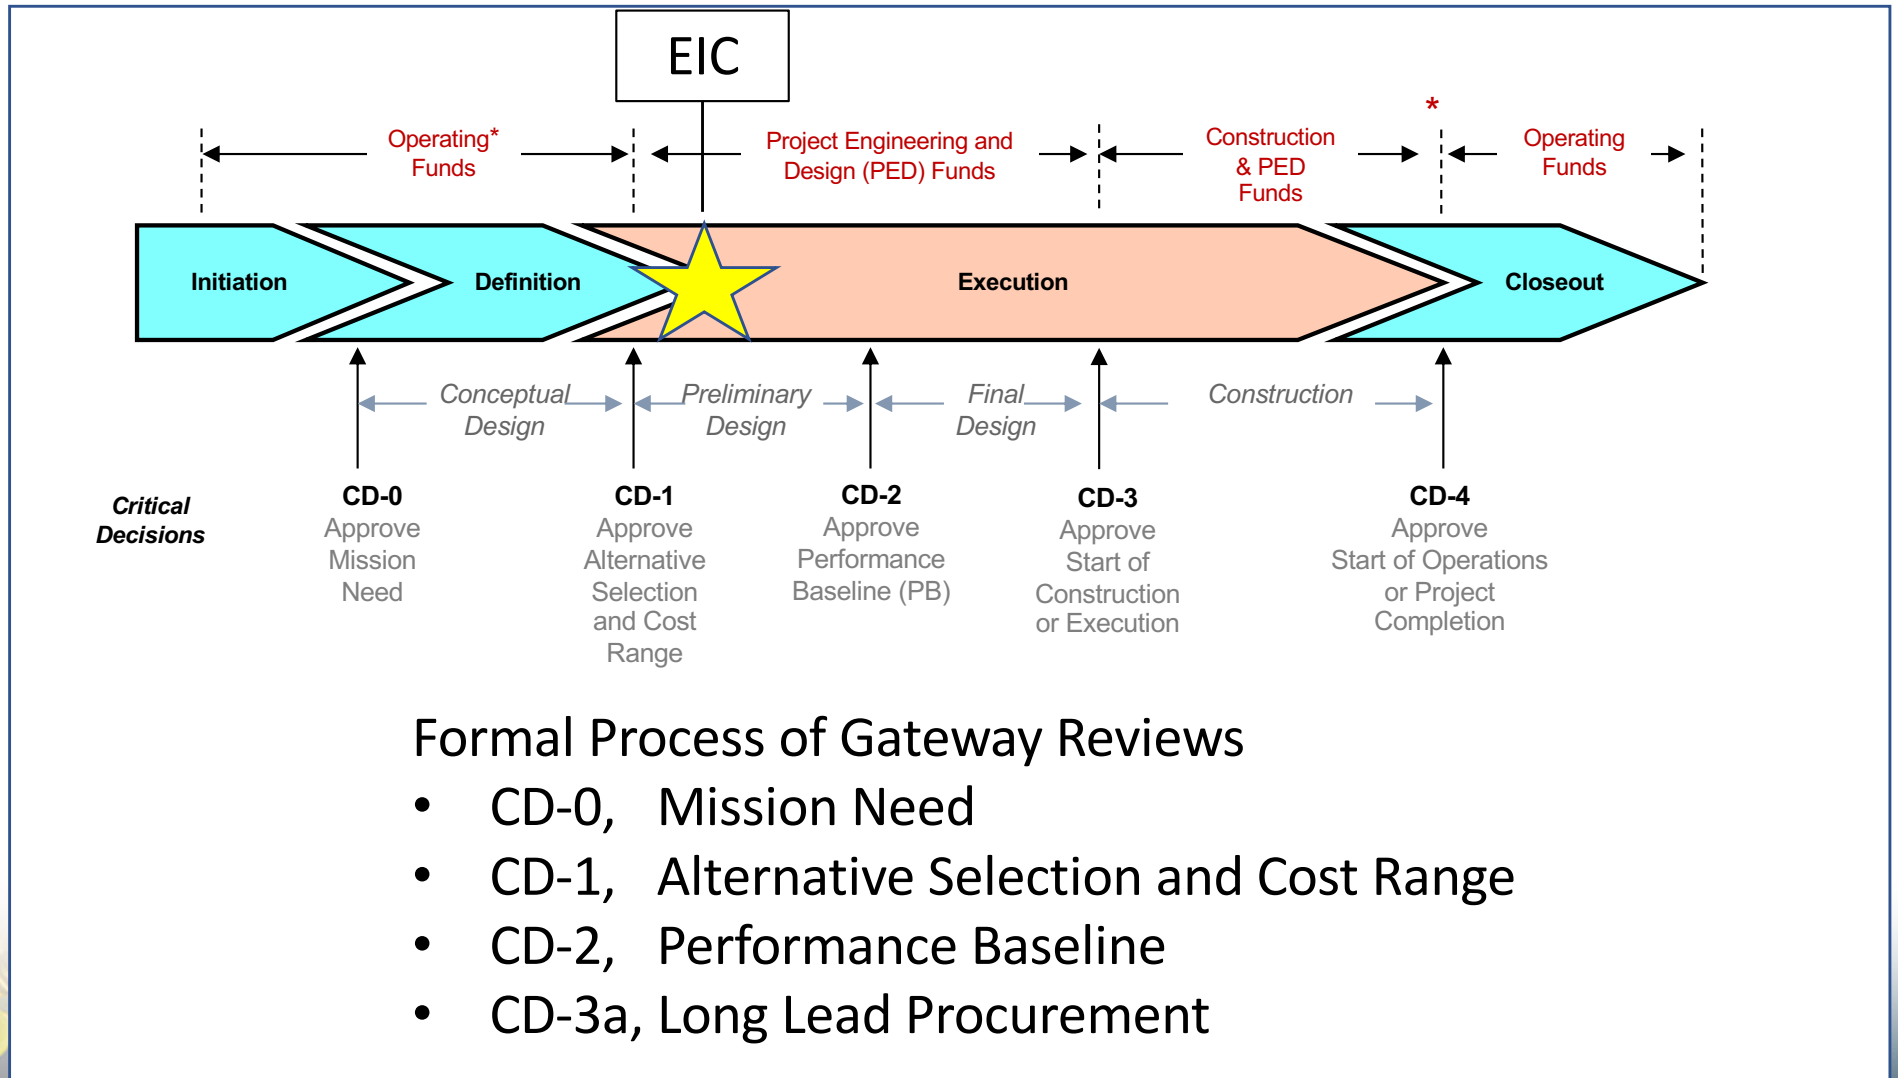 EIC
*
Operating*
Funds
Project Engineering and
Design (PED) Funds
Construction
& PED
Funds
Operating
Funds
Initiation
Definition
Execution
Closeout
Conceptual
Design
Preliminary
Design
Final
Design
Construction
Critical
Decisions
CD-0
Approve
Mission
Need
CD-1
Approve
Alternative
Selection
and Cost
Range
CD-2
Approve
Performance
Baseline (PB)
CD-3
Approve
Start of
Construction
or Execution
CD-4
Approve
Start of Operations
or Project
Completion
Formal Process of Gateway Reviews
• CD-0, Mission Need
• CD-1, Alternative Selection and Cost Range
• CD-2, Performance Baseline
• CD-3a, Long Lead Procurement